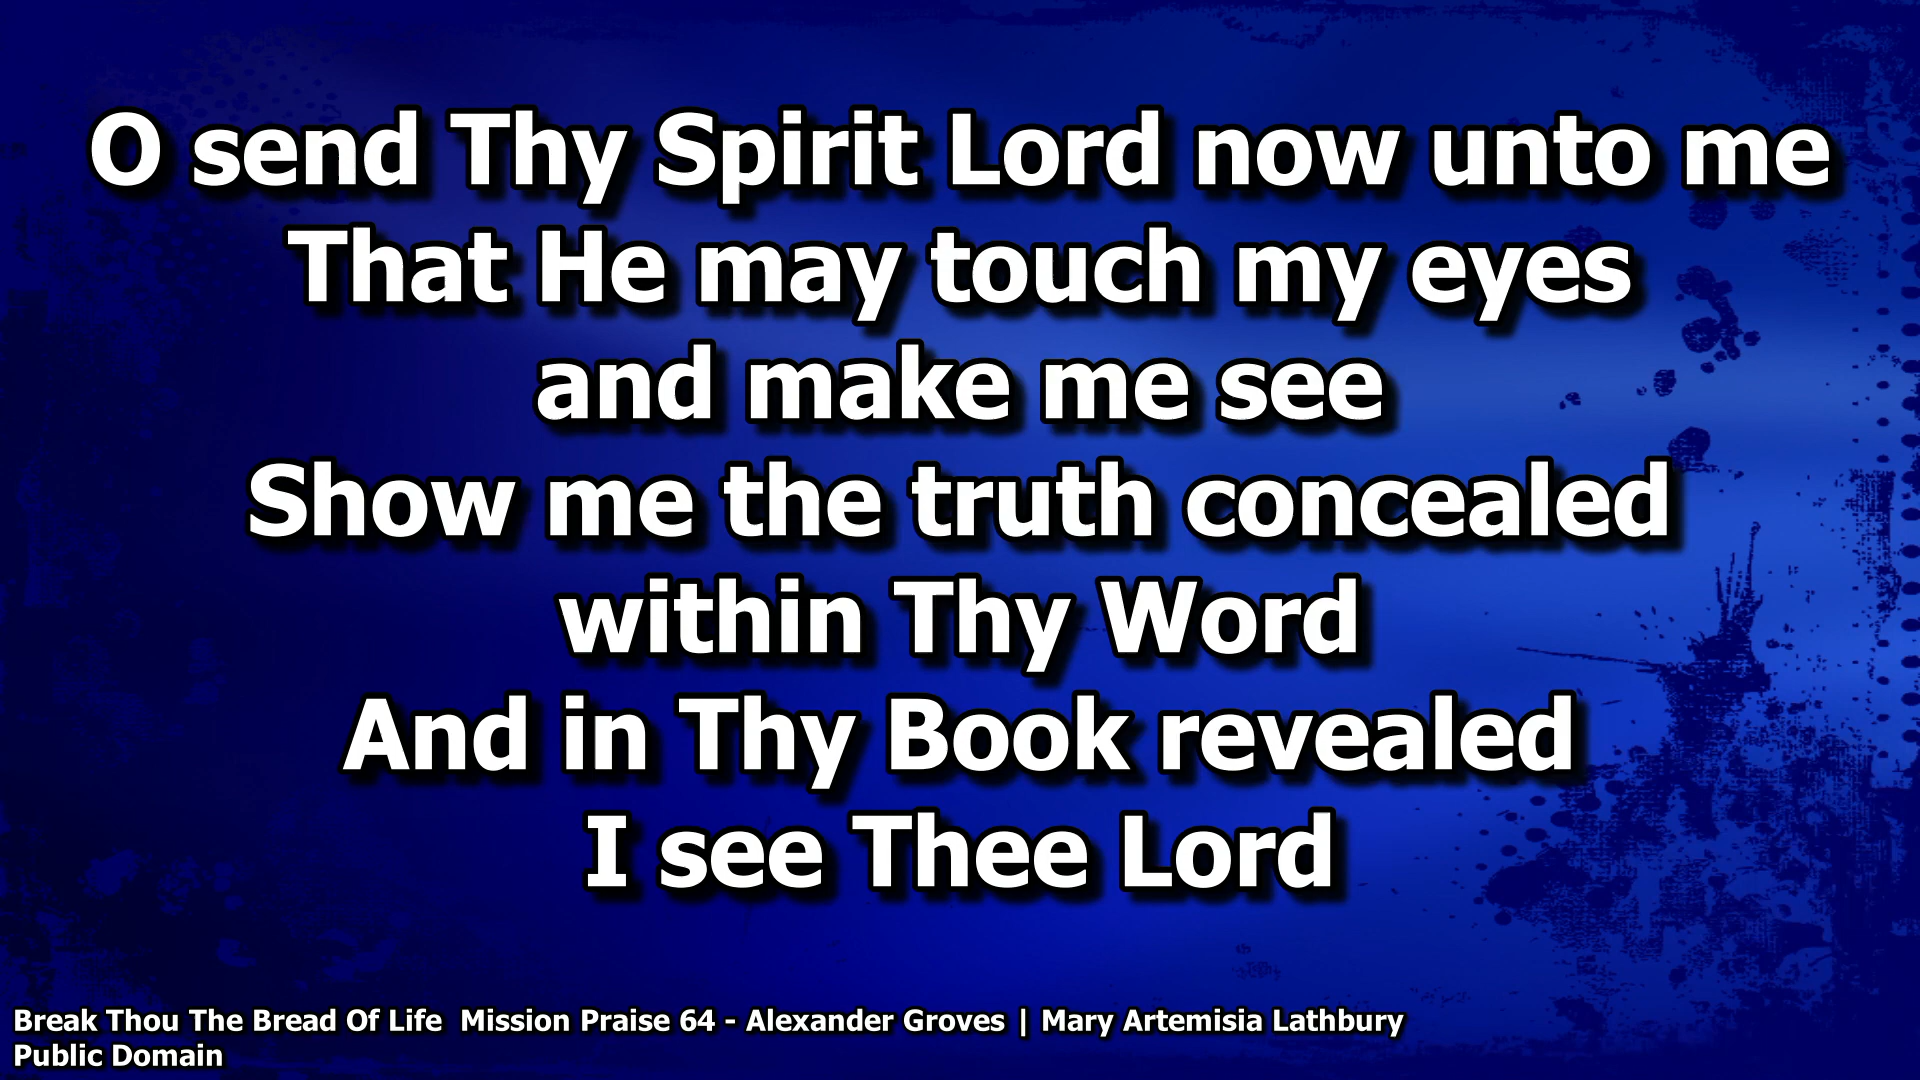 O send Thy Spirit Lord now unto me
That He may touch my eyes
and make me see
Show me the truth concealed
within Thy Word
And in Thy Book revealed
I see Thee Lord
Break Thou The Bread Of Life  Mission Praise 64 - Alexander Groves | Mary Artemisia Lathbury
Public Domain